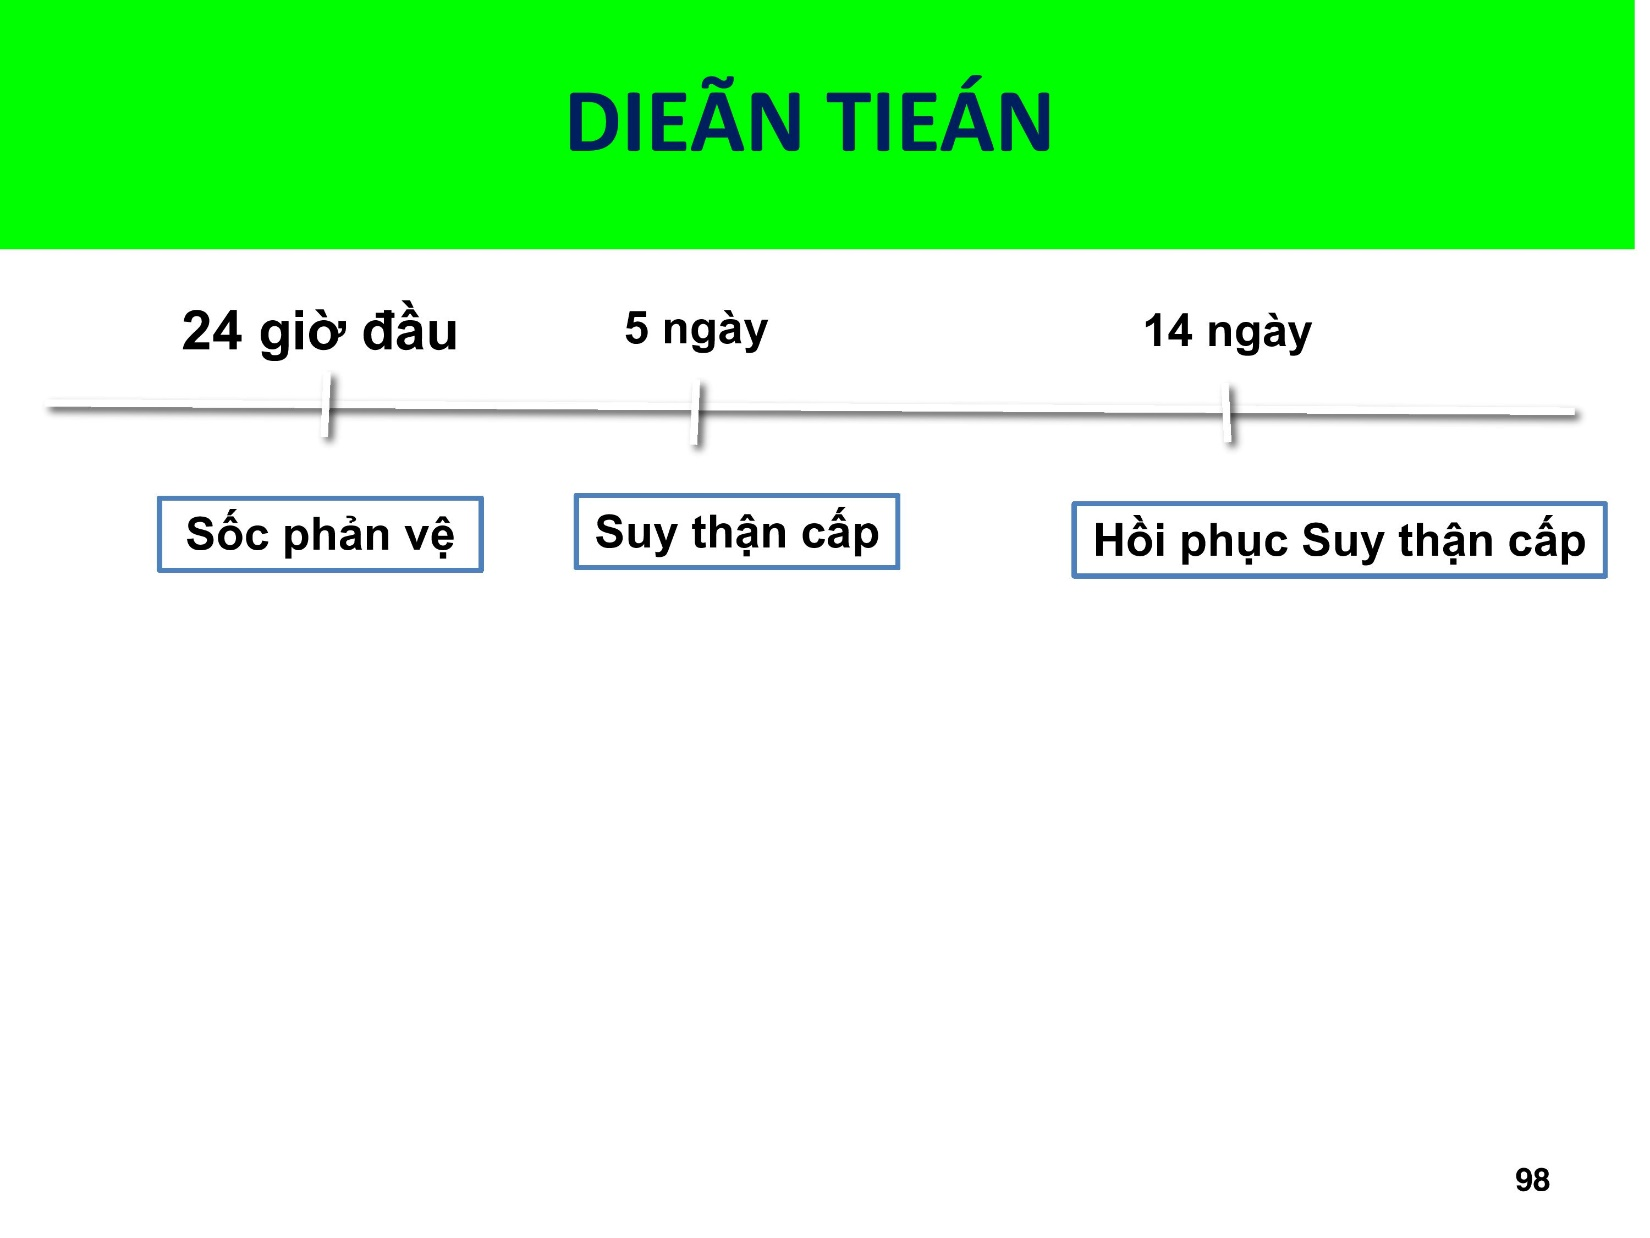 DIEÃN TIEÁN
24 giờ đầu
5 ngày
14 ngày
Sốc phản vệ
Suy thận cấp
Hồi phục Suy thận cấp
98